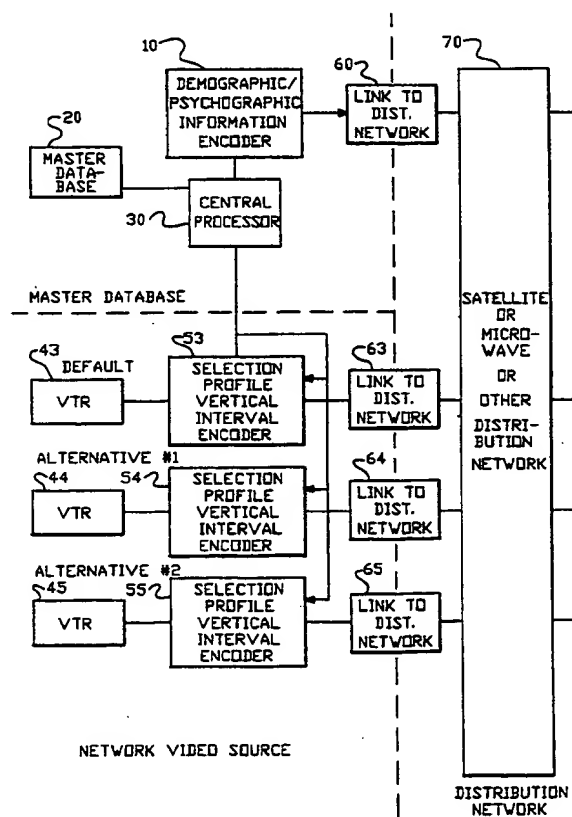 10
DEMOGRAPHIC/
PSYCHOGRAPHIC
INFORMATION
ENCODER
60
LINK TO
DIST.
NETWORK
70
20
MASTER
DATA-
BASE
30
CENTRAL
PROCESSOR
MASTER DATABASE
SATELLITE
OR
MICRO-
WAVE
OR
OTHER
DISTRI-
BUTION
NETWORK
43
DEFAULT
VTR
53
SELECTION
PROFILE
VERTICAL
INTERVAL
ENCODER
63
LINK TO
DIST.
NETWORK
ALTERNATIVE #1
44
VTR
54
SELECTION
PROFILE
VERTICAL
INTERVAL
ENCODER
64
LINK TO
DIST.
NETWORK
ALTERNATIVE #2
45
VTR
55
SELECTION
PROFILE
VERTICAL
INTERVAL
ENCODER
65
LINK TO
DIST.
NETWORK
NETWORK VIDEO SOURCE
DISTRIBUTION
NETWORK